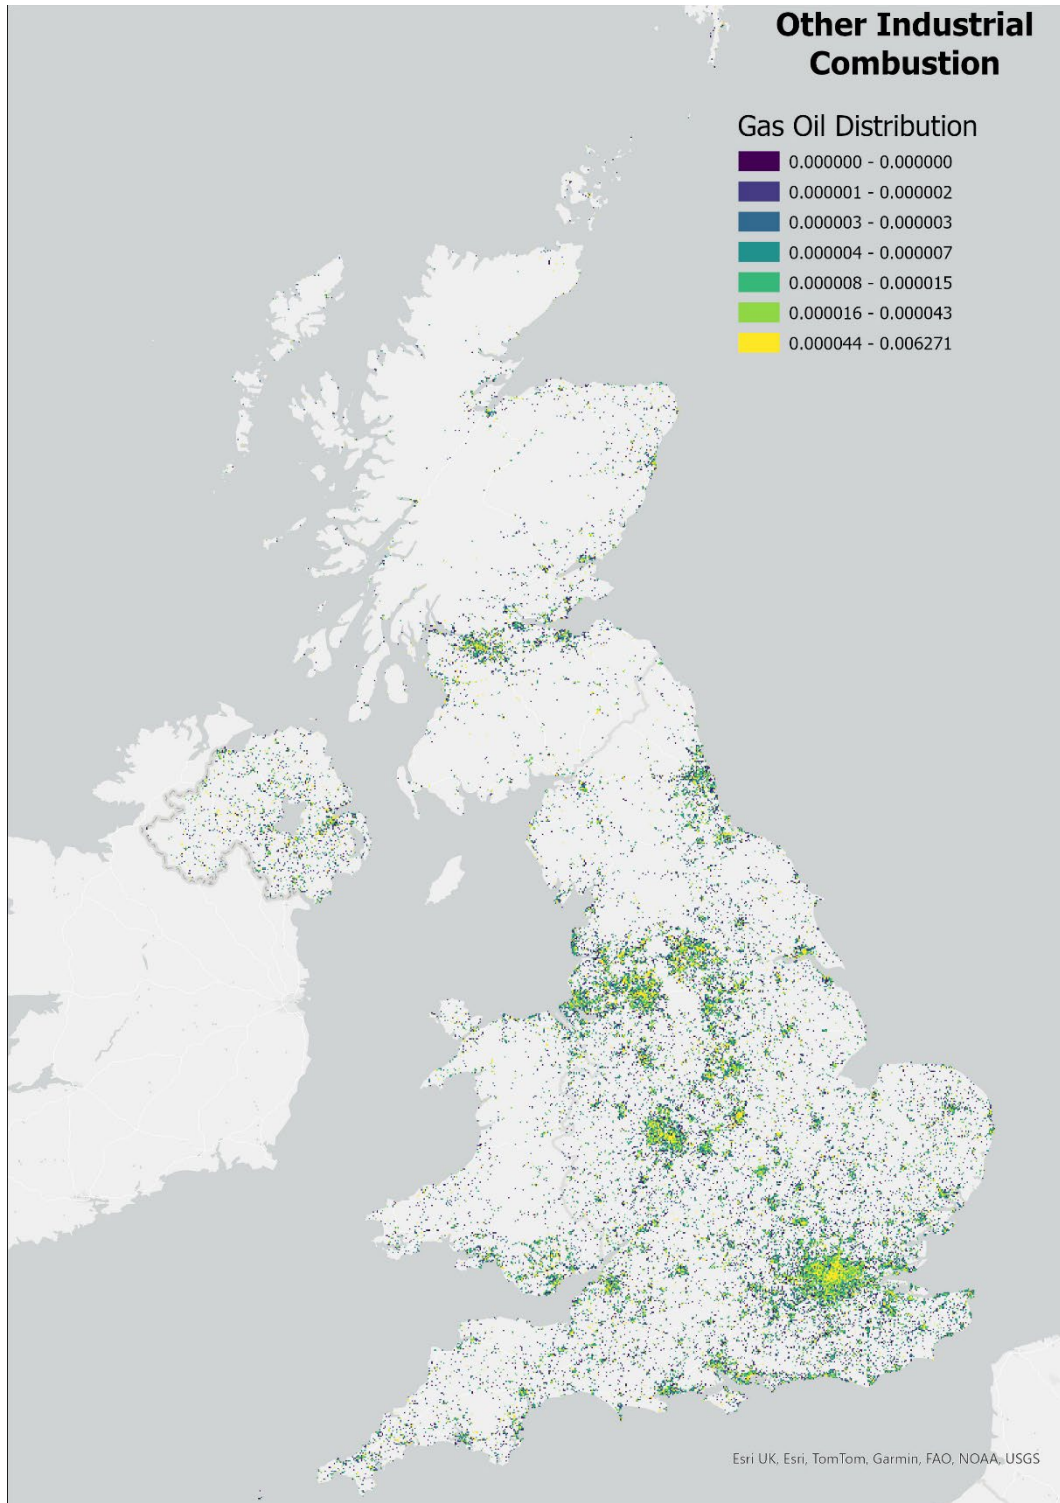 Other Industrial
Combustion
Gas Oil Distribution
0.000000 - 0.000000
0.000001 - 0.000002
0.000003 - 0.000003
0.000004 - 0.000007
0.000008 - 0.000015
0.000016 - 0.000043
0.000044 - 0.006271
Esri UK, Esri, TomTom, Garmin, FAO, NOAA, USGS